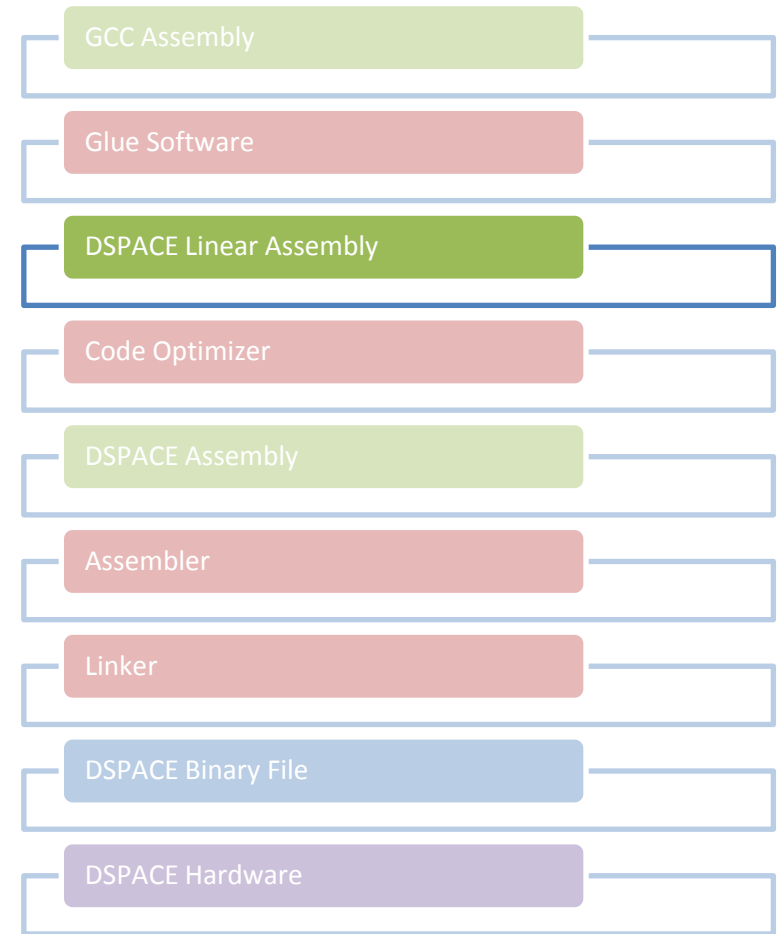 GCC Assembly
Glue Software
DSPACE Linear Assembly
Code Optimizer
DSPACE Assembly
Assembler
Linker
DSPACE Binary File
DSPACE Hardware